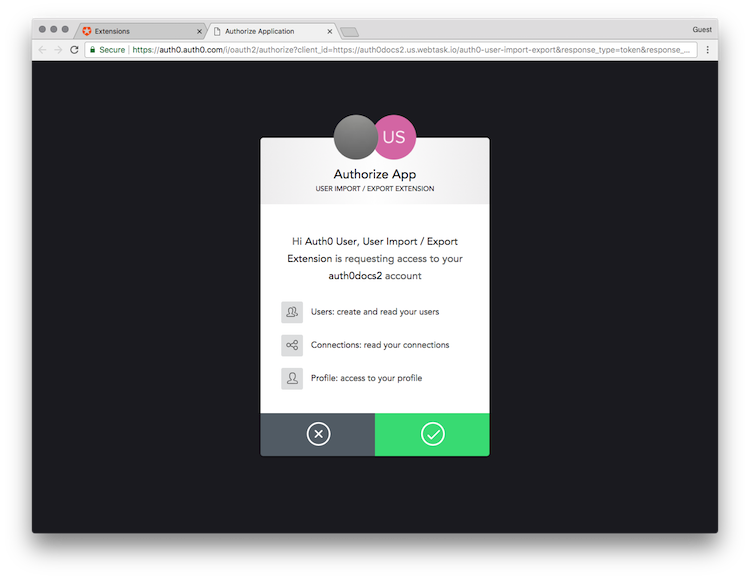 Extensions
Authorize Application
Guest
Secure
https://auth0.auth0.com/i/oauth2/authorize?client_id=https://auth0docs2.us.webtask.io/auth0-user-import-export&response_type=token&response_...
US
Authorize App
USER IMPORT / EXPORT EXTENSION
Hi Auth0 User, User Import / Export
Extension is requesting access to your
auth0docs2 account
Users: create and read your users
Connections: read your connections
Profile: access to your profile